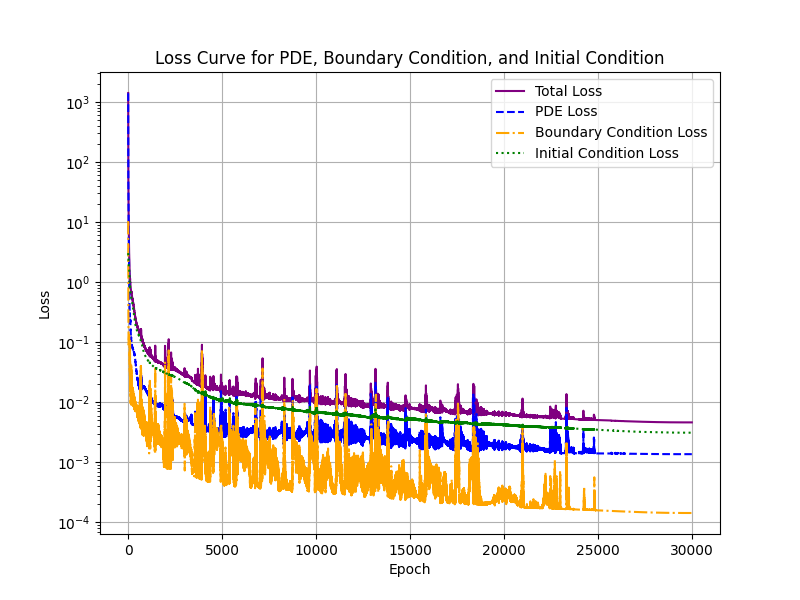 Loss Curve for PDE, Boundary Condition, and Initial Condition
Total Loss
PDE Loss
Boundary Condition Loss
Initial Condition Loss
Loss
10³
10²
10¹
10⁰
10⁻¹
10⁻²
10⁻³
10⁻⁴
0 5000 10000 15000 20000 25000 30000
Epoch